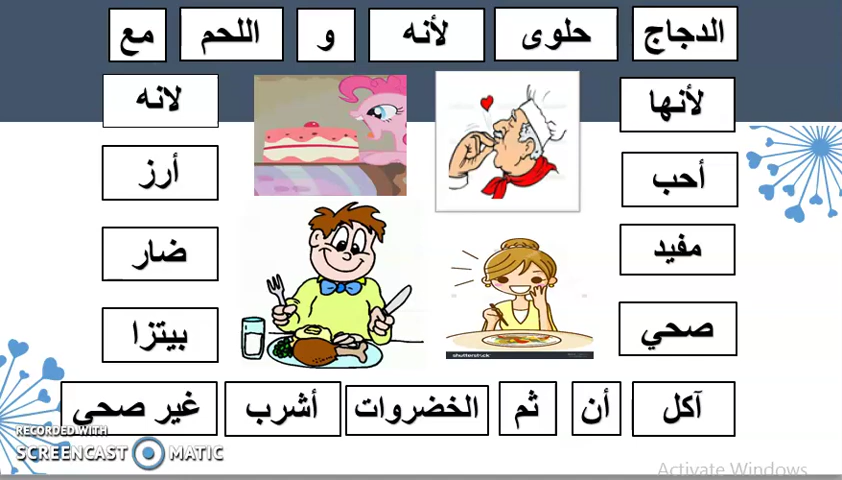 الدجاج حلوى لأنه و اللحم مع
لأنها لانه
أحب أرز
مفيد ضار
صحي بيتزا
shutterstock
آكل أن ثم الخضروات أشرب غير صحي
RECORDED WITH
SCREENCAST MATIC
Activate Windows